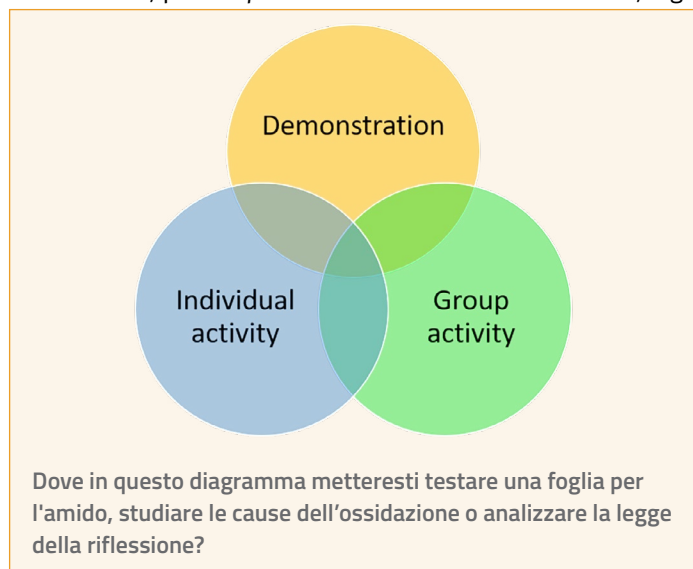 Demonstration
Individual
activity
Group
activity
Dove in questo diagramma metteresti testare una foglia per
l'amido, studiare le cause dell’ossidazione o analizzare la legge
della riflessione?